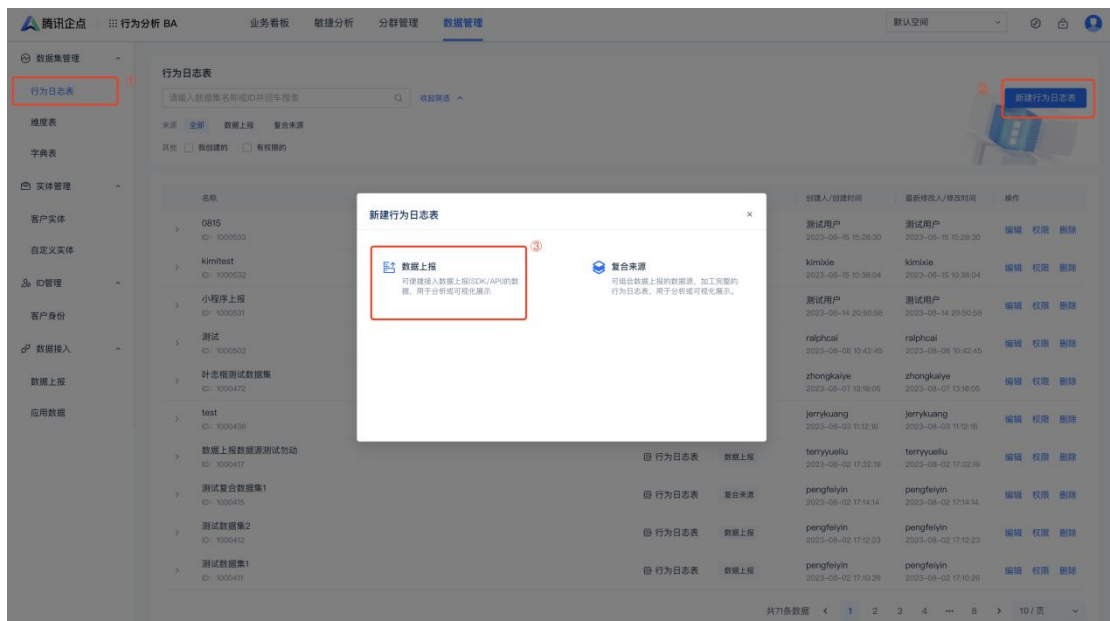 腾讯企点 行为分析 BA 业务看板 敏捷分析 分群管理 数据管理 默认空间
数据集管理
行为日志表
①
维度表
字典表
实体管理
客户实体
自定义实体
ID管理
客户身份
数据接入
数据上报
应用数据
行为日志表
请输入数据集名称或ID并回车搜索 收起筛选
② 新建行为日志表
来源 全部 数据上报 复合来源
其他 我创建的 有权限的
名称 创建人/创建时间 最新修改人/修改时间 操作
0815 测试用户 测试用户 编辑 权限 删除
ID: 1000533 2023-08-15 15:28:30 2023-08-15 15:28:30
kimitest kimixie kimixie 编辑 权限 删除
ID: 1000532 2023-08-15 10:38:04 2023-08-15 10:38:04
小程序上报 测试用户 测试用户 编辑 权限 删除
ID: 1000531 2023-08-14 20:50:58 2023-08-14 20:50:58
测试 ralphcai ralphcai 编辑 权限 删除
ID: 1000502 2023-08-08 10:42:45 2023-08-08 10:42:45
叶忠楷测试数据集 zhongkaiye zhongkaiye 编辑 权限 删除
ID: 1000472 2023-08-07 13:18:05 2023-08-07 13:18:05
test jerrykuang jerrykuang 编辑 权限 删除
ID: 1000436 2023-08-03 11:12:16 2023-08-03 11:12:16
数据上报数据源测试勿动 行为日志表 数据上报 terryyueliu terryyueliu 编辑 权限 删除
ID: 1000417 2023-08-02 17:32:19 2023-08-02 17:32:19
测试复合数据集1 行为日志表 复合来源 pengfeiyin pengfeiyin 编辑 权限 删除
ID: 1000415 2023-08-02 17:14:14 2023-08-02 17:14:14
测试数据集2 行为日志表 数据上报 pengfeiyin pengfeiyin 编辑 权限 删除
ID: 1000412 2023-08-02 17:12:23 2023-08-02 17:12:23
测试数据集1 行为日志表 数据上报 pengfeiyin pengfeiyin 编辑 权限 删除
ID: 1000411 2023-08-02 17:10:26 2023-08-02 17:10:26
共71条数据 1 2 3 4 ... 8 10 / 页
新建行为日志表
③
数据上报
可便捷接入数据上报(SDK/API)的数
据，用于分析或可视化展示
复合来源
可组合数据上报的数据源，加工完整的
行为日志表，用于分析或可视化展示。